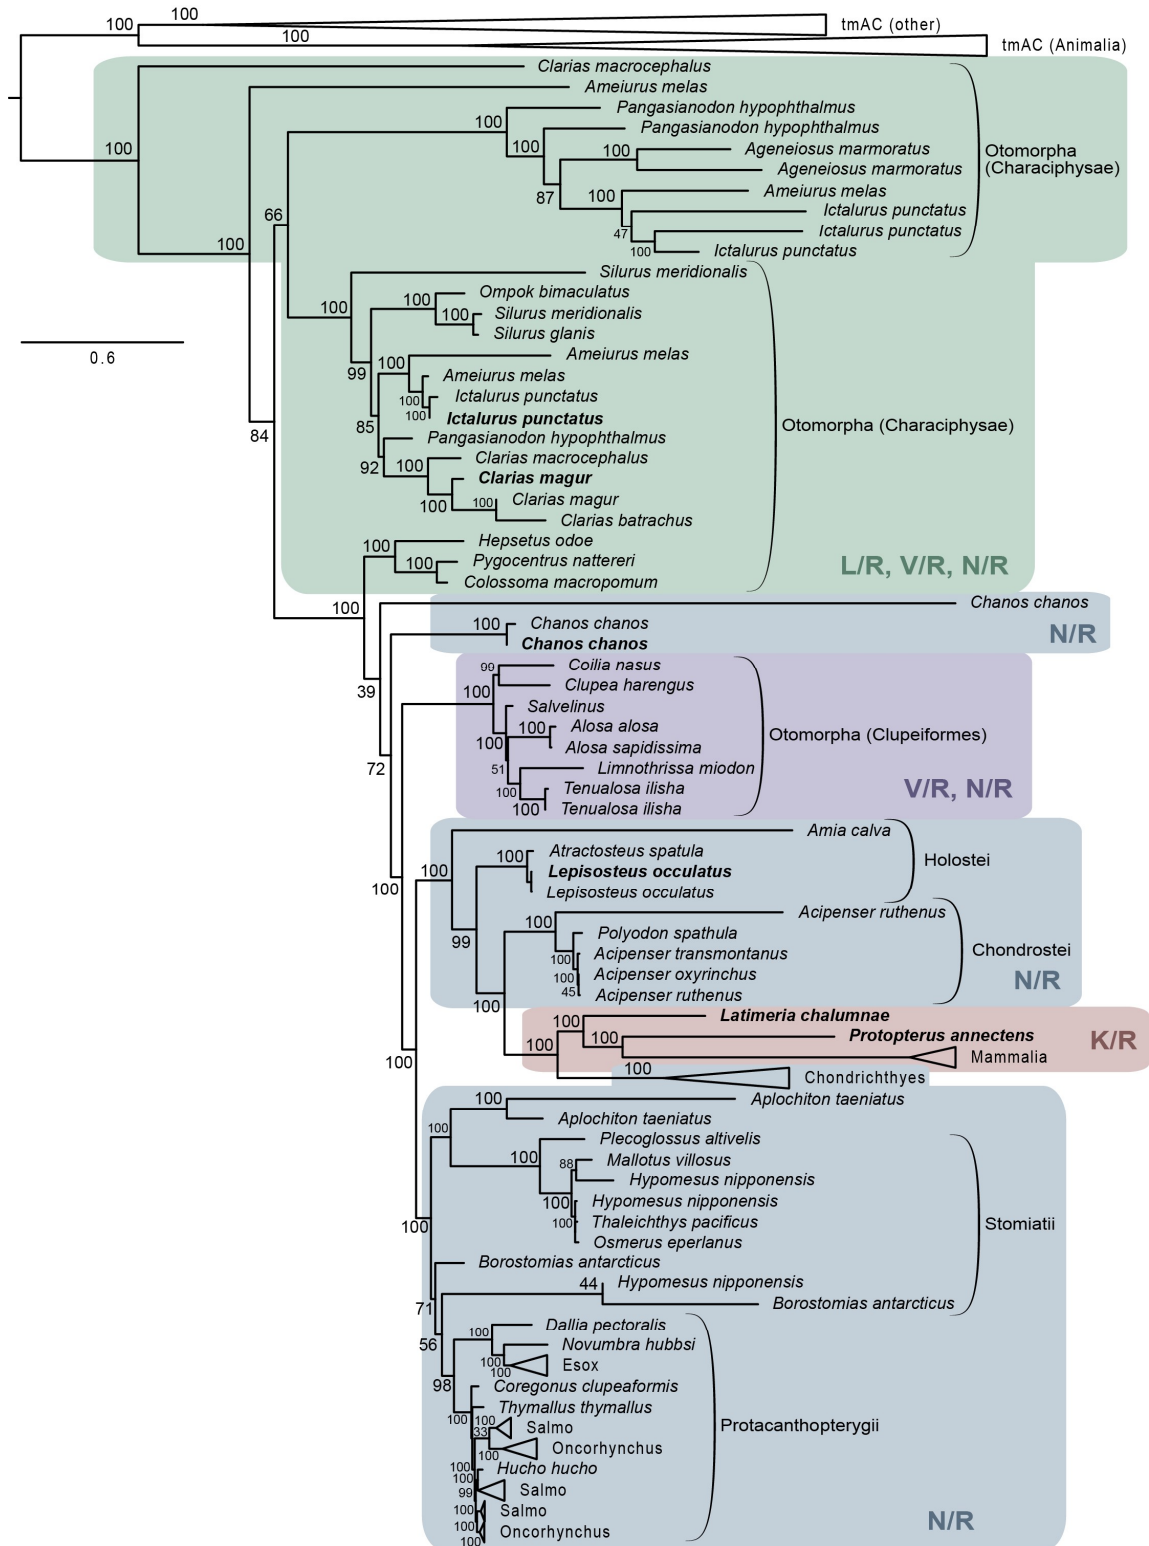 100
tmAC (other)
100
100
tmAC (Animalia)
Clarias macrocephalus
Ameiurus melas
Pangasianodon hypophthalmus
100
Pangasianodon hypophthalmus
100
100
Ageneiosus marmoratus
Otomorpha
(Characiphysae)
100
Ageneiosus marmoratus
Ameiurus melas
87
100
Ictalurus punctatus
66
47
Ictalurus punctatus
100
100
Ictalurus punctatus
Silurus meridionalis
Ompok bimaculatus
100
100
100
Silurus meridionalis
Silurus glanis
0.6
Ameiurus melas
99
100
Ameiurus melas
100
Ictalurus punctatus
100
Ictalurus punctatus
85
Otomorpha (Characiphysae)
84
Pangasianodon hypophthalmus
92
100
Clarias macrocephalus
Clarias magur
100
100
Clarias magur
Clarias batrachus
100
Hepsetus odoe
100
Pygocentrus nattereri
L/R, V/R, N/R
Colossoma macropomum
100
Chanos chanos
100
Chanos chanos
N/R
Chanos chanos
99
Coilia nasus
39
100
Clupea harengus
Salvelinus
100
100
Alosa alosa
Otomorpha (Clupeiformes)
Alosa sapidissima
72
51
Limnothrissa miodon
100
Tenualosa ilisha
V/R, N/R
100
Tenualosa ilisha
Amia calva
100
100
Atractosteus spatula
Holostei
100
Lepisosteus occulatus
Lepisosteus occulatus
100
Acipenser ruthenus
99
Polyodon spathula
100
Acipenser transmontanus
Chondrostei
100
Acipenser oxyrinchus
N/R
45
Acipenser ruthenus
100
100
Latimeria chalumnae
100
100
Protopterus annectens
K/R
Mammalia
100
100
Chondrichthyes
100
Aplochiton taeniatus
100
Aplochiton taeniatus
Plecoglossus altivelis
100
88
Mallotus villosus
Hypomesus nipponensis
100
Hypomesus nipponensis
100
100
Thaleichthys pacificus
Stomiatii
Osmerus eperlanus
Borostomias antarcticus
44
Hypomesus nipponensis
71
Borostomias antarcticus
56
100
Dallia pectoralis
Novumbra hubbsi
100
100
Esox
98
Coregonus clupeaformis
100
Thymallus thymallus
100
33
Salmo
Protacanthopterygii
100
Oncorhynchus
100
Hucho hucho
100
99
Salmo
100
Salmo
100
Oncorhynchus
N/R
100